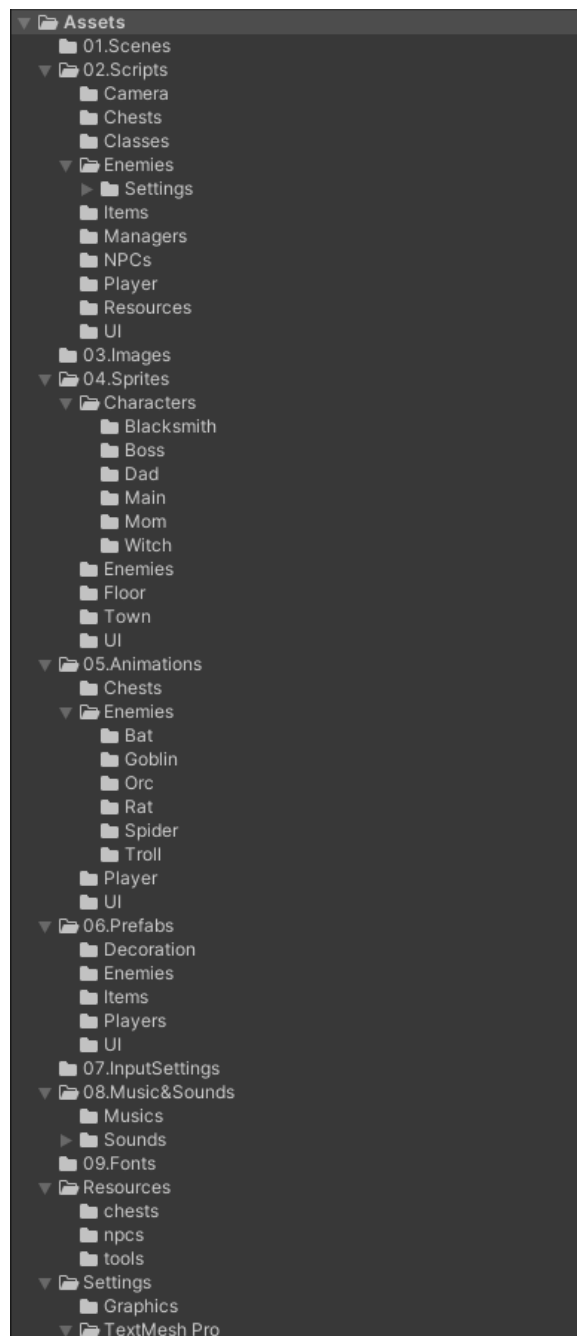 Assets
01.Scenes
02.Scripts
Camera
Chests
Classes
Enemies
Settings
Items
Managers
NPCs
Player
Resources
UI
03.Images
04.Sprites
Characters
Blacksmith
Boss
Dad
Main
Mom
Witch
Enemies
Floor
Town
UI
05.Animations
Chests
Enemies
Bat
Goblin
Orc
Rat
Spider
Troll
Player
UI
06.Prefabs
Decoration
Enemies
Items
Players
UI
07.InputSettings
08.Music&Sounds
Musics
Sounds
09.Fonts
Resources
chests
npcs
tools
Settings
Graphics
TextMesh Pro